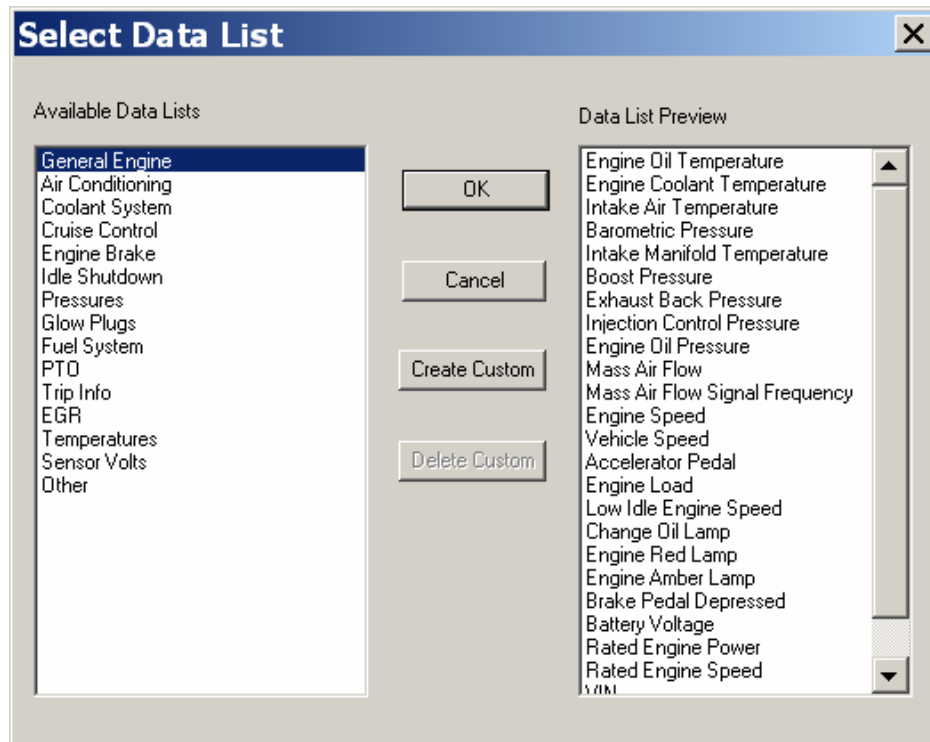 Select Data List
Available Data Lists
General Engine
Air Conditioning
Coolant System
Cruise Control
Engine Brake
Idle Shutdown
Pressures
Glow Plugs
Fuel System
PTO
Trip Info
EGR
Temperatures
Sensor Volts
Other
OK
Cancel
Create Custom
Delete Custom
Data List Preview
Engine Oil Temperature
Engine Coolant Temperature
Intake Air Temperature
Barometric Pressure
Intake Manifold Temperature
Boost Pressure
Exhaust Back Pressure
Injection Control Pressure
Engine Oil Pressure
Mass Air Flow
Mass Air Flow Signal Frequency
Engine Speed
Vehicle Speed
Accelerator Pedal
Engine Load
Low Idle Engine Speed
Change Oil Lamp
Engine Red Lamp
Engine Amber Lamp
Brake Pedal Depressed
Battery Voltage
Rated Engine Power
Rated Engine Speed
VIN